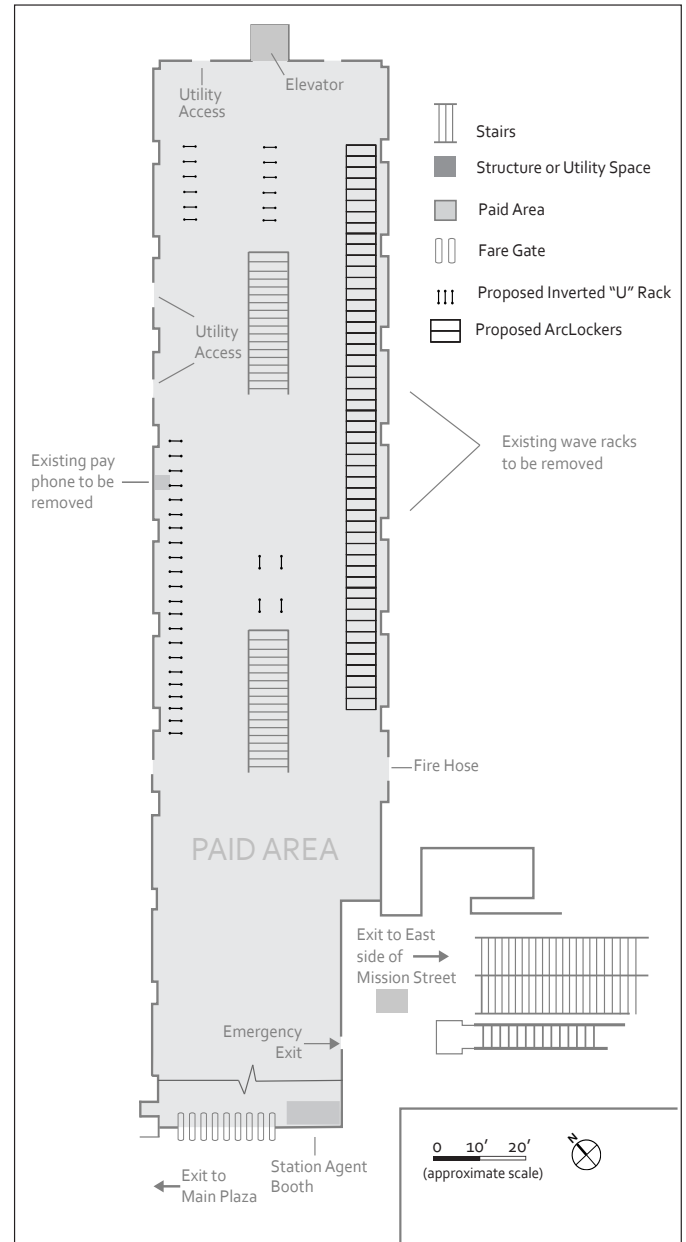 Elevator
Utility
Access
Stairs
Structure or Utility Space
Paid Area
Fare Gate
Proposed Inverted “U” Rack
Proposed ArcLockers
Utility
Access
Existing wave racks
to be removed
Existing pay
phone to be
removed
Fire Hose
PAID AREA
Exit to East
side of
Mission Street
Emergency
Exit
Station Agent
Booth
Exit to
Main Plaza
0 10’ 20’
(approximate scale)
N